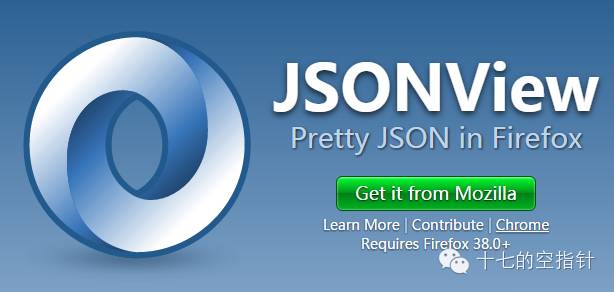 JSONView
Pretty JSON in Firefox
Get it from Mozilla
Learn More | Contribute | Chrome
Requires Firefox 38.0+
十七的空指针